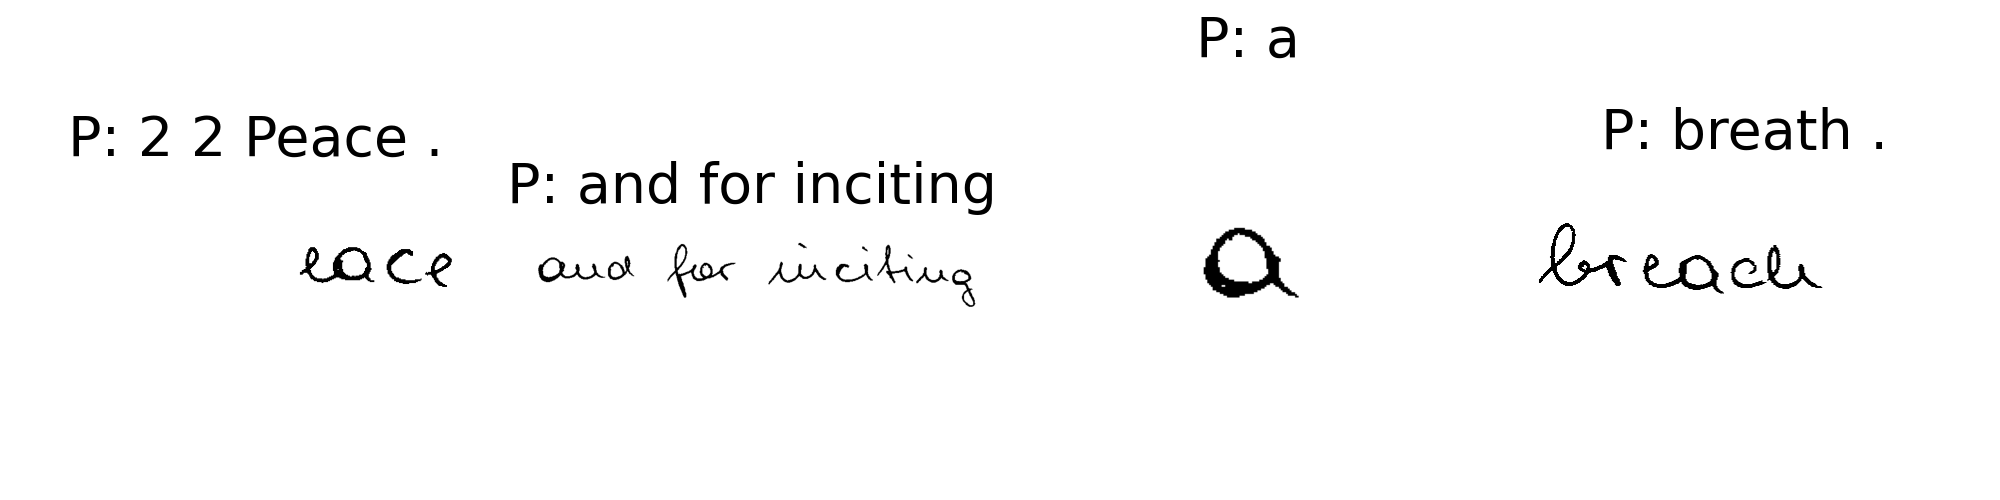 P: a
P: 2 2 Peace . P: and for inciting P: breath .
eace and for inciting a breach